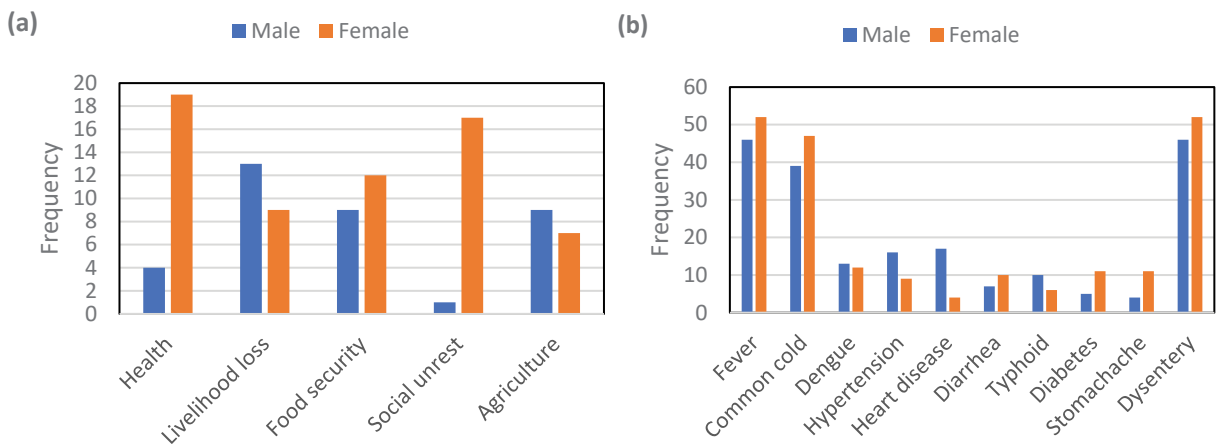 (a)
Male Female
Frequency
20
18
16
14
12
10
8
6
4
2
0
Health
Livelihood loss
Food security
Social unrest
Agriculture
(b)
Male Female
Frequency
60
50
40
30
20
10
0
Fever
Common cold
Dengue
Hypertension
Heart disease
Diarrhea
Typhoid
Diabetes
Stomachache
Dysentery